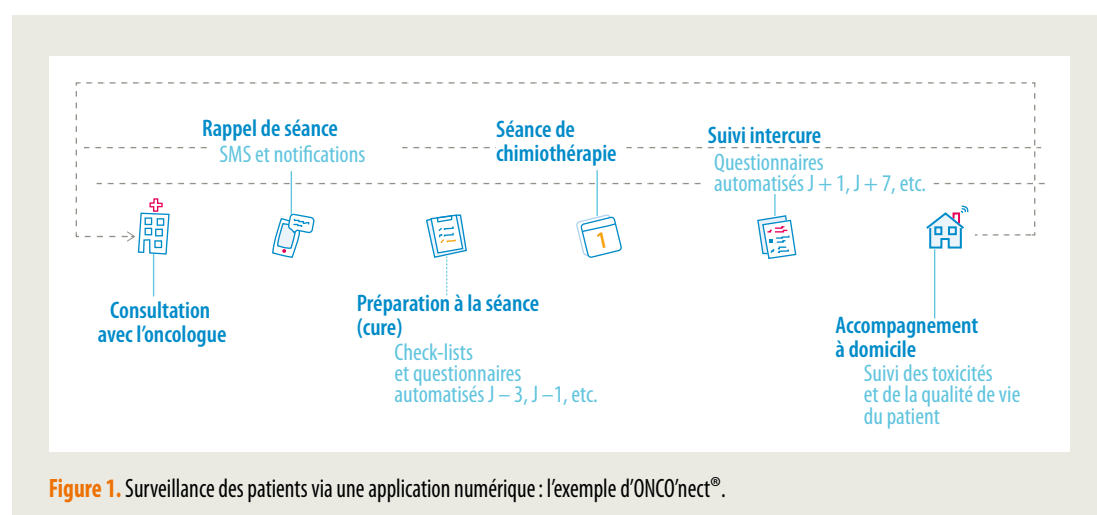 Rappel de séance
SMS et notifications
Séance de
chimiothérapie
Suivi intercure
Questionnaires
automatisés J + 1, J + 7, etc.
1
Consultation
avec l’oncologue
Préparation à la séance
(cure)
Check-lists
et questionnaires
automatisés J – 3, J –1, etc.
Accompagnement
à domicile
Suivi des toxicités
et de la qualité de vie
du patient
Figure 1. Surveillance des patients via une application numérique : l’exemple d’ONCO’nect®.